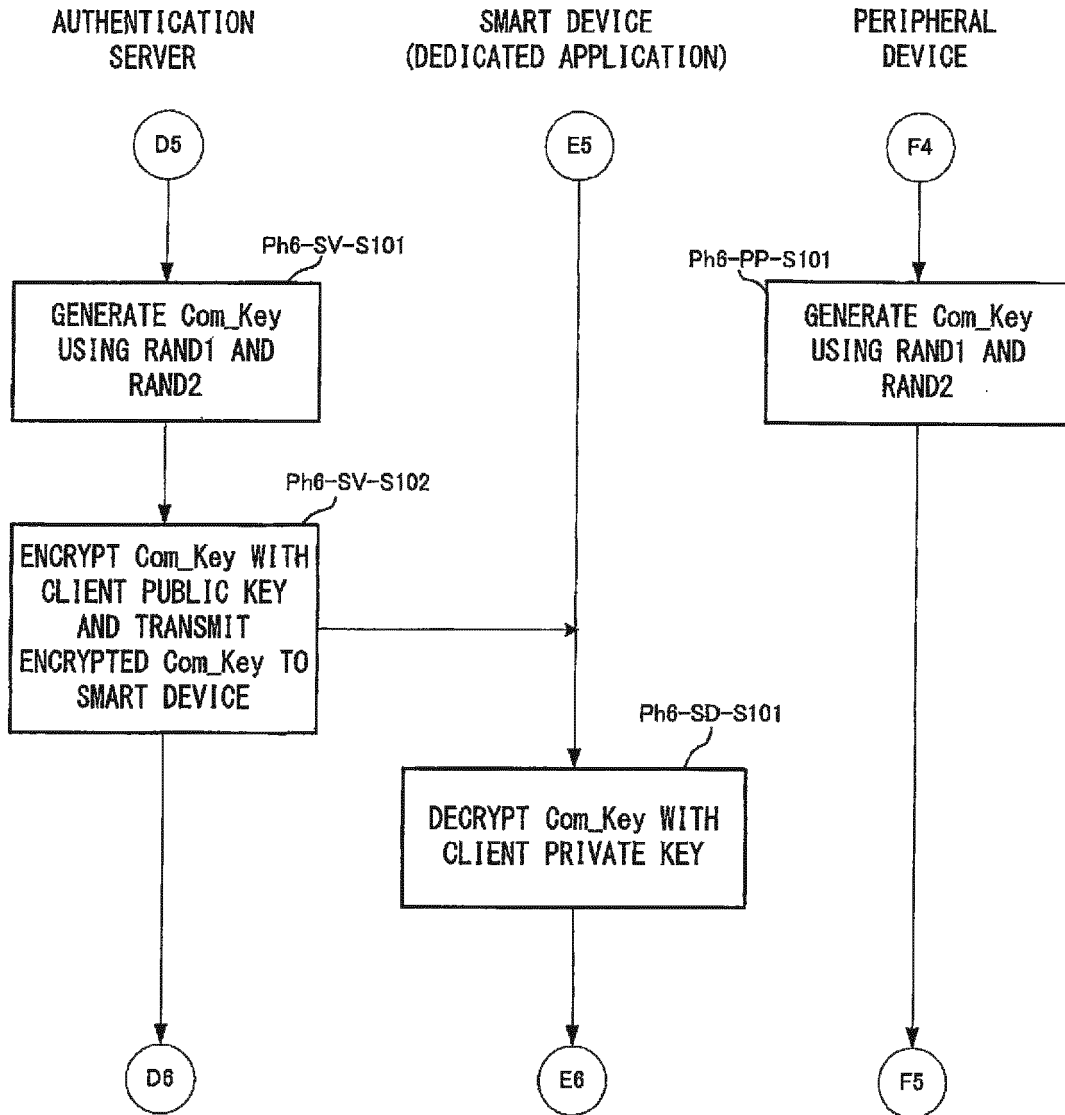 AUTHENTICATION
SERVER
SMART DEVICE
(DEDICATED APPLICATION)
PERIPHERAL
DEVICE
D5
E5
F4
Ph6-SV-S101
GENERATE Com_Key
USING RAND1 AND
RAND2
Ph6-PP-S101
GENERATE Com_Key
USING RAND1 AND
RAND2
Ph6-SV-S102
ENCRYPT Com_Key WITH
CLIENT PUBLIC KEY
AND TRANSMIT
ENCRYPTED Com_Key TO
SMART DEVICE
Ph6-SD-S101
DECRYPT Com_Key WITH
CLIENT PRIVATE KEY
D6
E6
F5